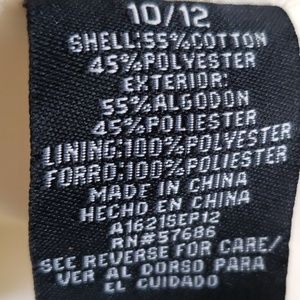 10/12
SHELL:55%COTTON
45%POLYESTER
EXTERIOR:
55%ALGODON
45%POLIESTER
LINING:100%POLYESTER
FORRO:100%POLIESTER
MADE IN CHINA
HECHO EN CHINA
A1621SEP12
RN#57686
SEE REVERSE FOR CARE/
VER AL DORSO PARA
EL CUIDADO